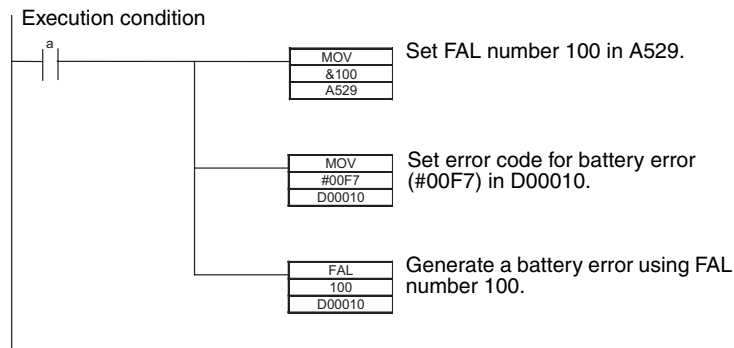 Execution condition
a
MOV
&100
A529
Set FAL number 100 in A529.
MOV
#00F7
D00010
Set error code for battery error
(#00F7) in D00010.
FAL
100
D00010
Generate a battery error using FAL
number 100.